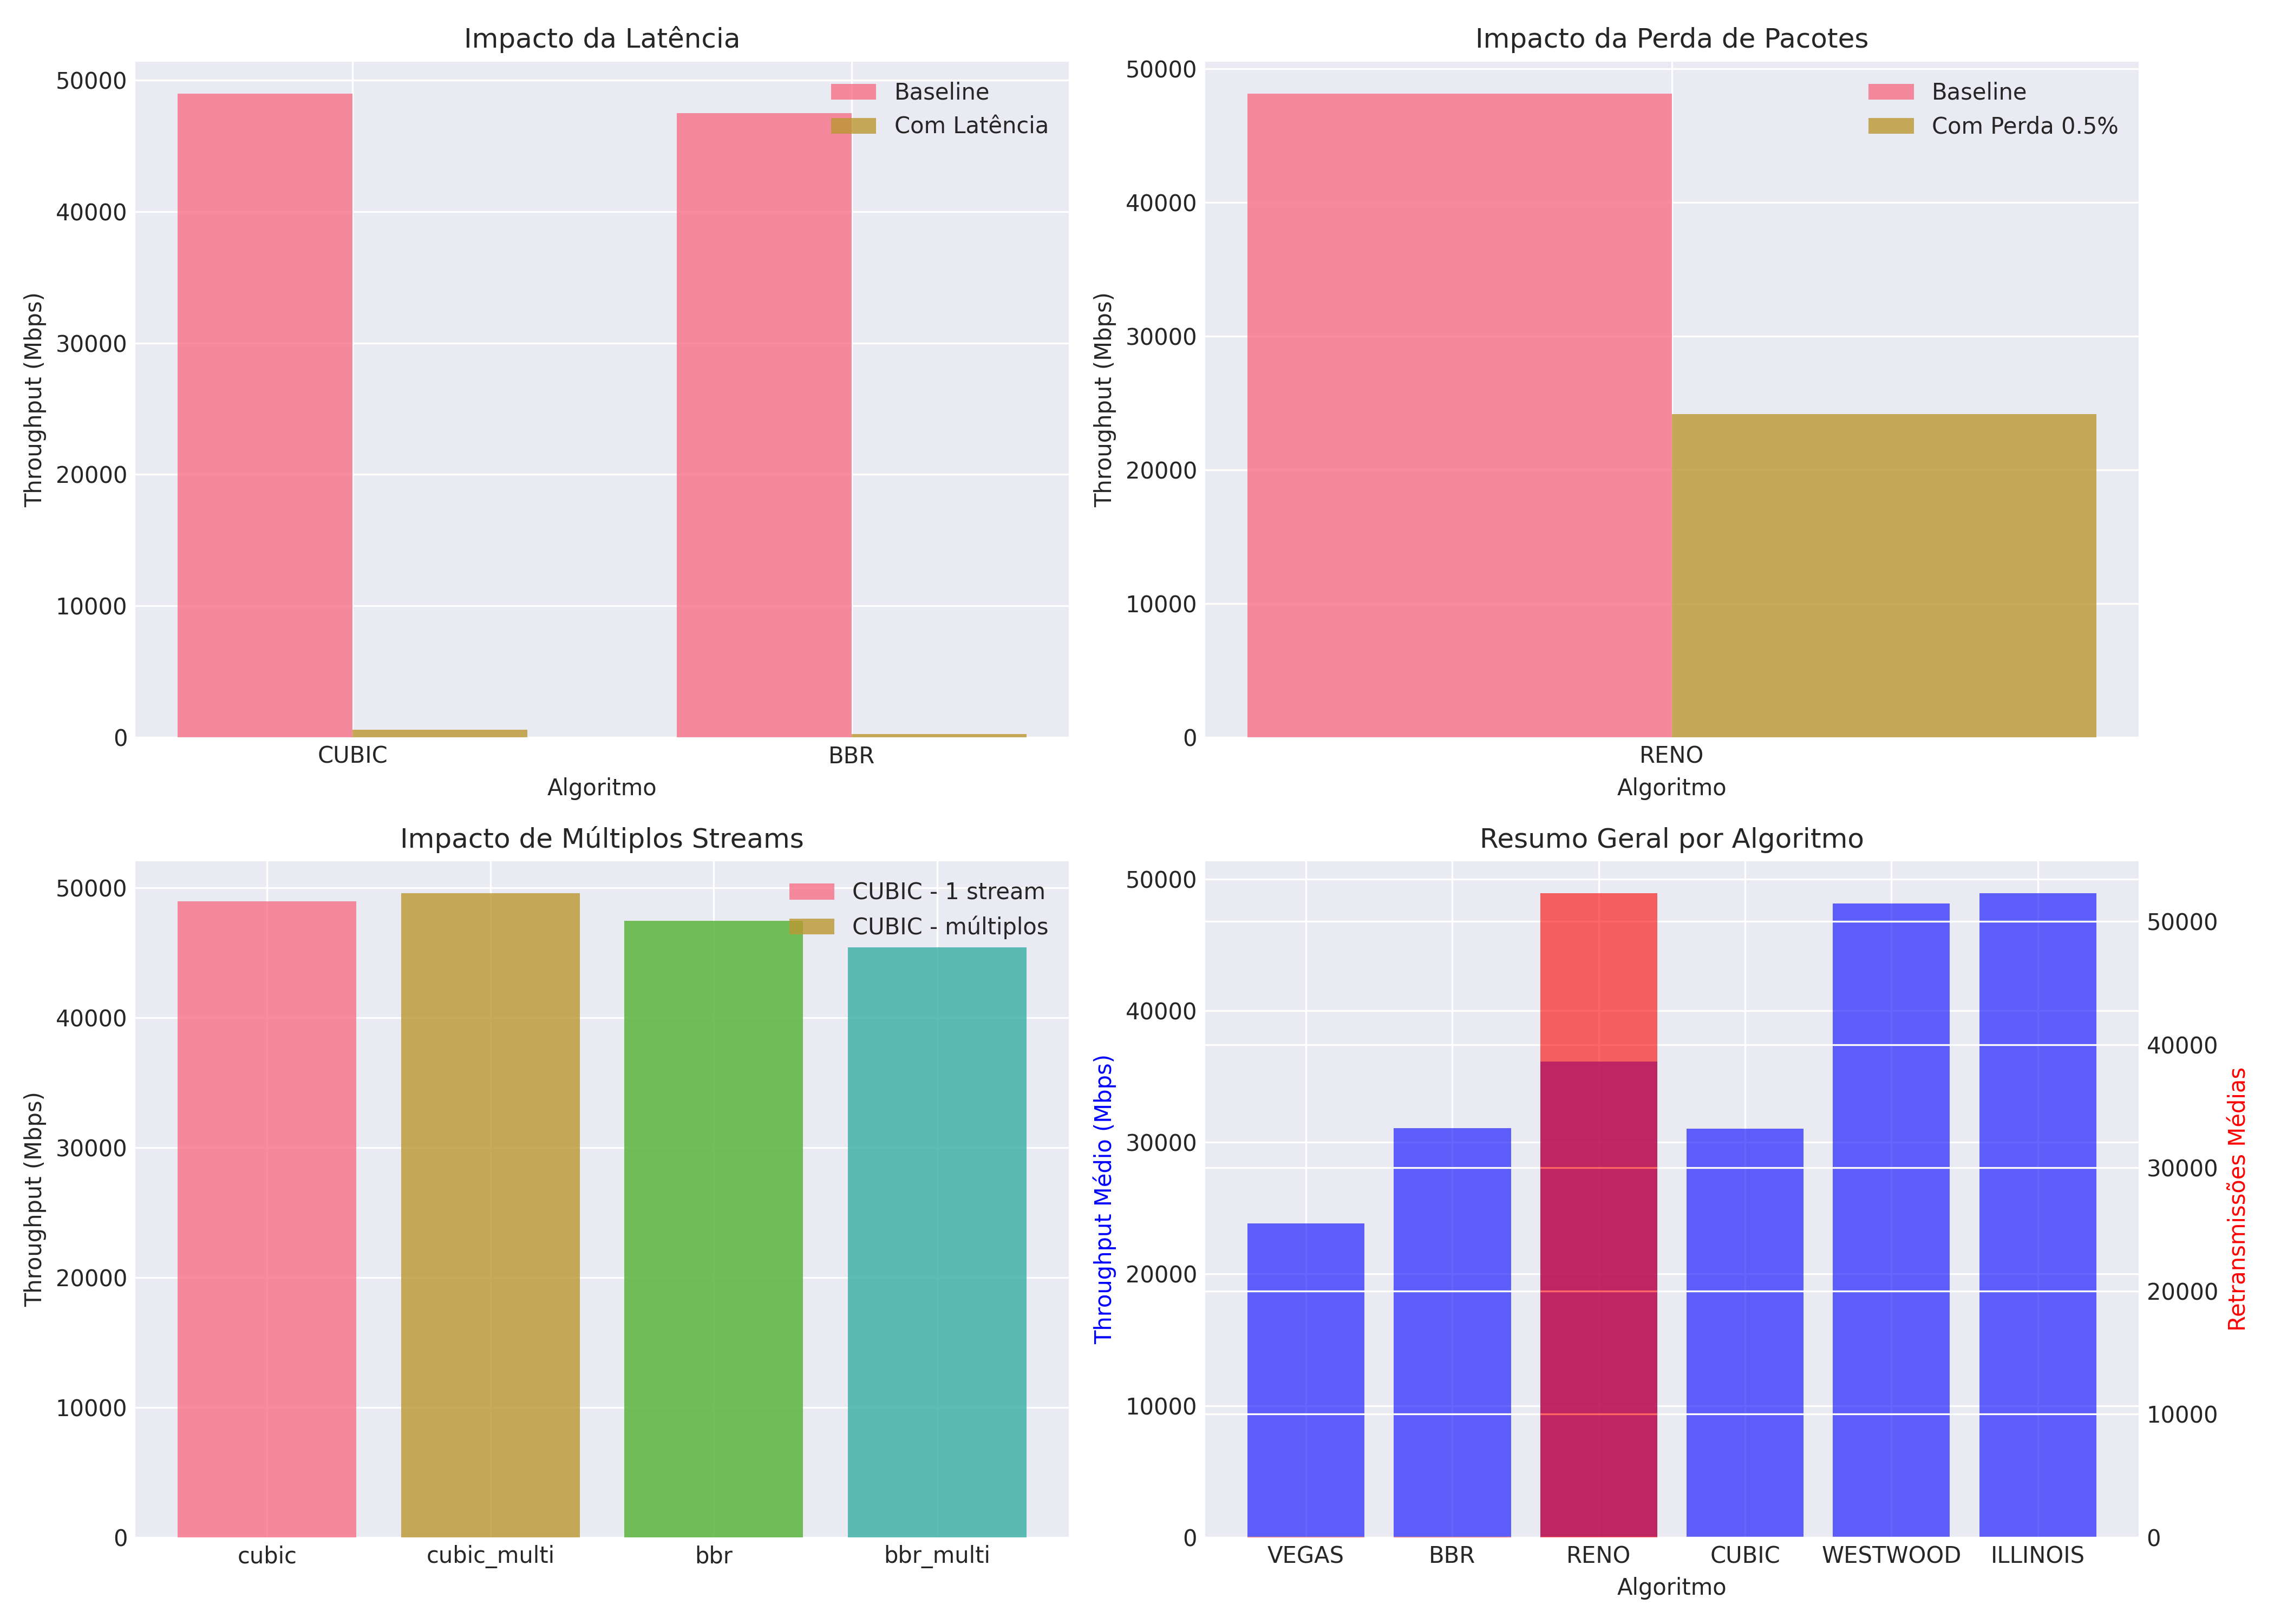 Impacto da Latência
Throughput (Mbps)
50000
40000
30000
20000
10000
0
Baseline
Com Latência
CUBIC
BBR
Algoritmo
Impacto da Perda de Pacotes
Throughput (Mbps)
50000
40000
30000
20000
10000
0
Baseline
Com Perda 0.5%
RENO
Algoritmo
Impacto de Múltiplos Streams
Throughput (Mbps)
50000
40000
30000
20000
10000
0
CUBIC - 1 stream
CUBIC - múltiplos
cubic
cubic_multi
bbr
bbr_multi
Resumo Geral por Algoritmo
Throughput Médio (Mbps)
50000
40000
30000
20000
10000
0
50000
40000
30000
20000
10000
0
Retransmissões Médias
VEGAS
BBR
RENO
CUBIC
WESTWOOD
ILLINOIS
Algoritmo